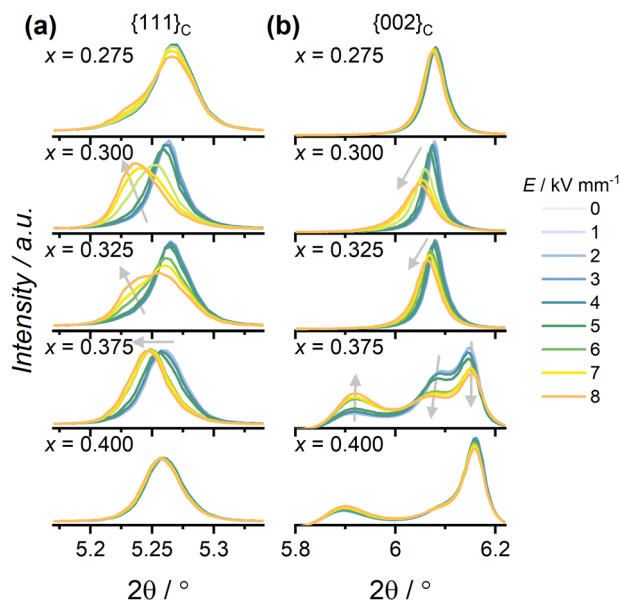 (a) {111}C (b) {002}C
x = 0.275 x = 0.275
x = 0.300 x = 0.300
x = 0.325 x = 0.325
x = 0.375 x = 0.375
x = 0.400 x = 0.400
Intensity / a.u.
5.2 5.25 5.3 5.8 6 6.2
2θ / ° 2θ / °
E / kV mm⁻¹
0
1
2
3
4
5
6
7
8